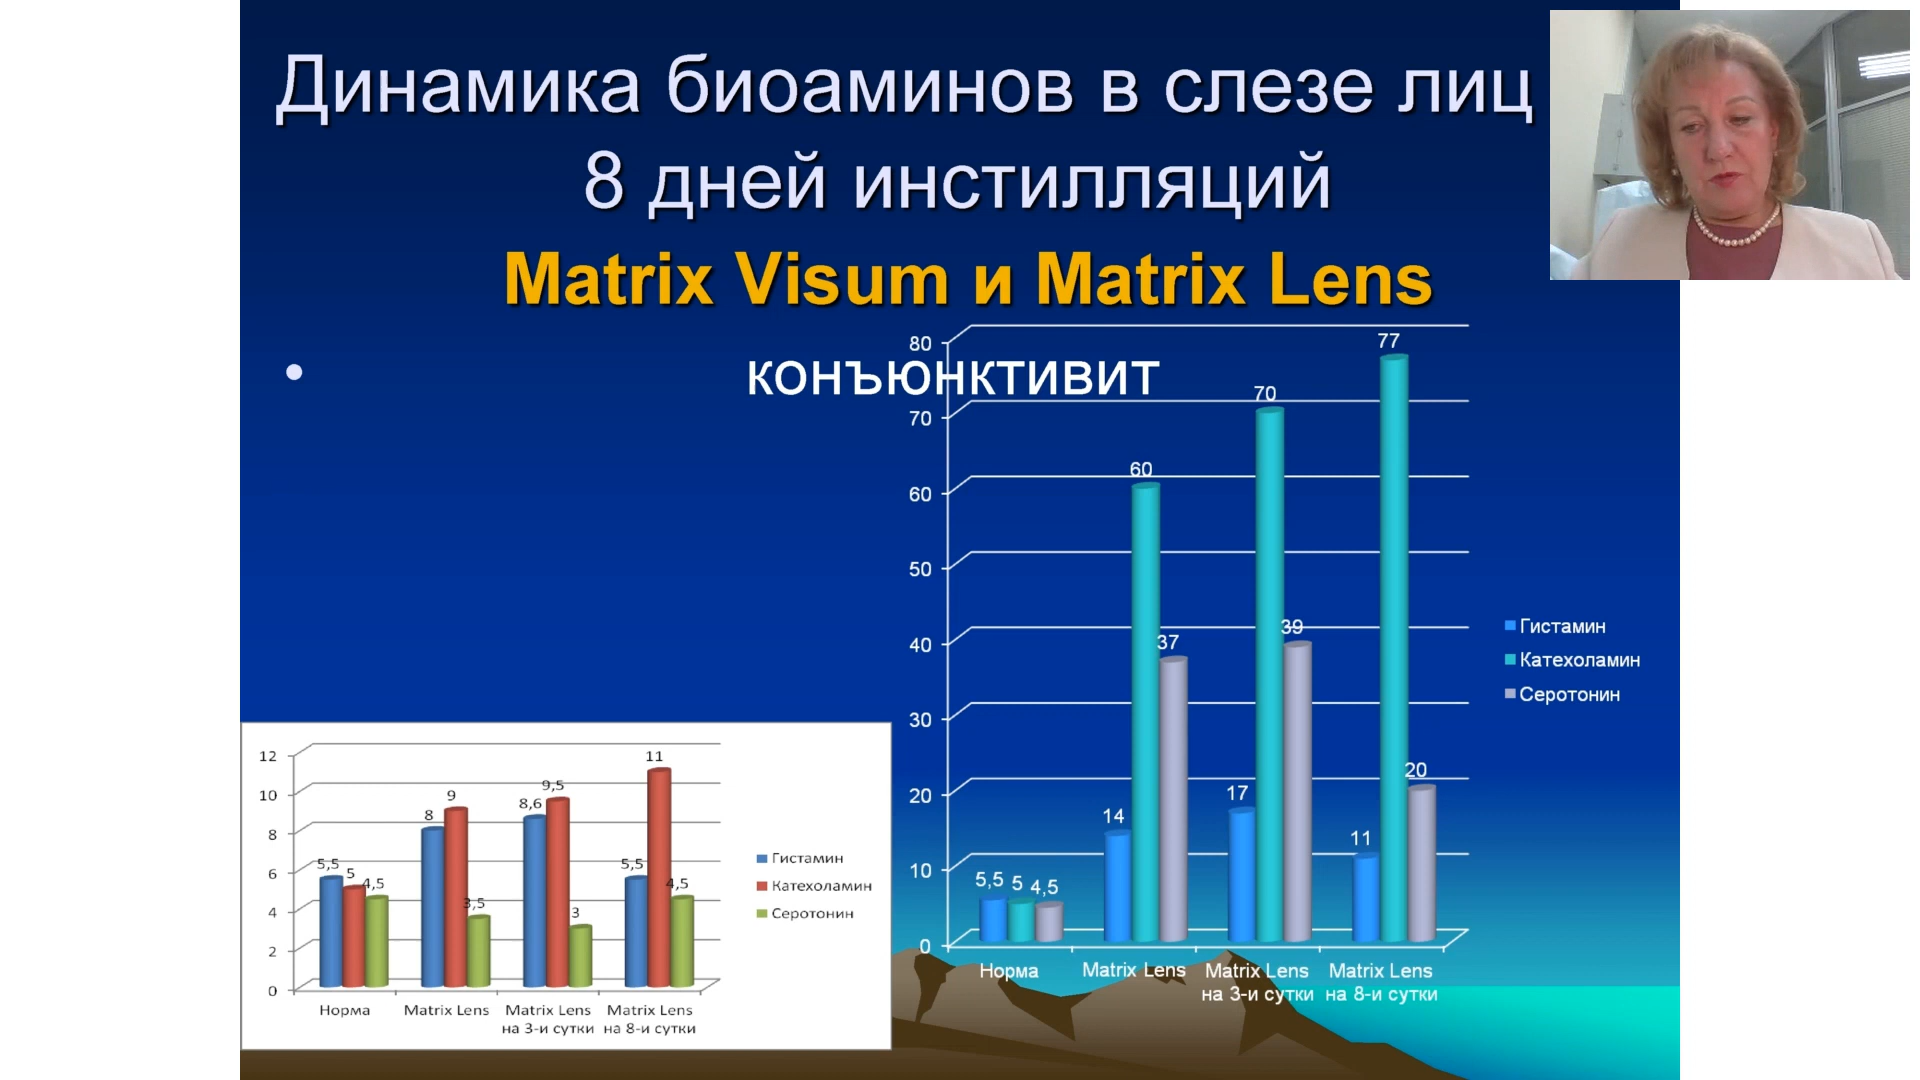 Динамика биоаминов в слезе лиц
8 дней инстилляций
Matrix Visum и Matrix Lens
• конъюнктивит
80
70
60
50
40
30
20
10
0
5,5 5 4,5
14 60 37
17 70 39
11 77 20
Норма
Matrix Lens
Matrix Lens
на 3-и сутки
Matrix Lens
на 8-и сутки
Гистамин
Катехоламин
Серотонин
12
10
8
6
4
2
0
5,5 5 4,5
8 9 3,5
8,6 9,5 3
5,5 11 4,5
Норма
Matrix Lens
Matrix Lens
на 3-и сутки
Matrix Lens
на 8-и сутки
Гистамин
Катехоламин
Серотонин